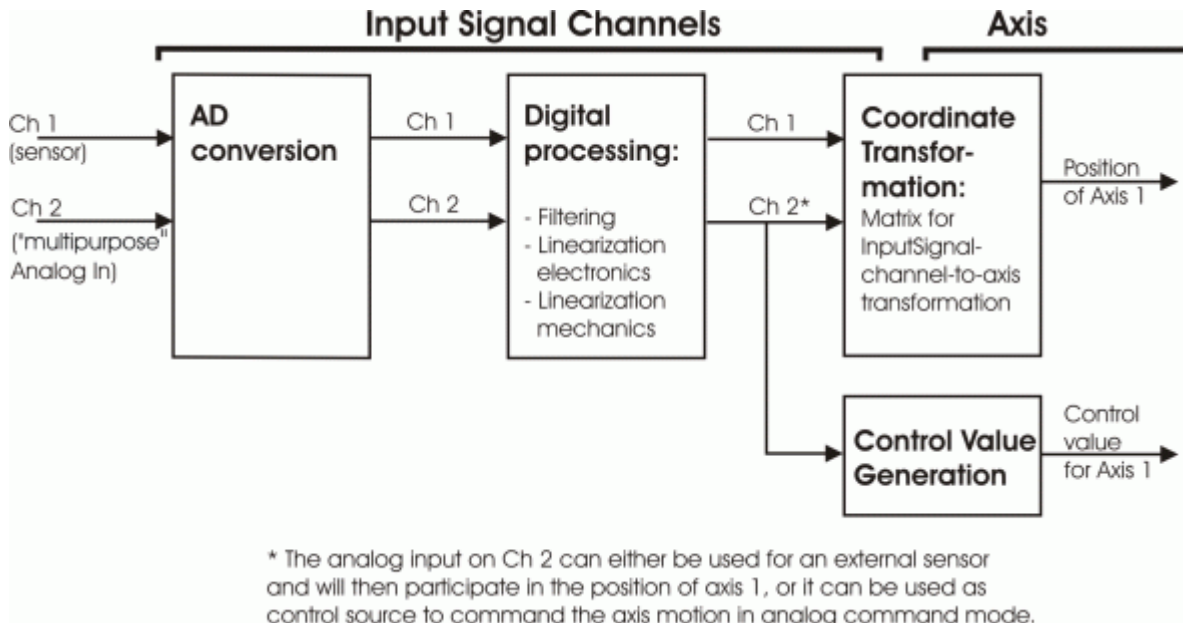 Input Signal Channels
Axis
Ch 1
(sensor)
Ch 2
("multipurpose"
Analog In)
AD
conversion
Ch 1
Ch 2
Digital
processing:
- Filtering
- Linearization
electronics
- Linearization
mechanics
Ch 1
Ch 2*
Coordinate
Transfor-
mation:
Matrix for
InputSignal-
channel-to-axis
transformation
Position
of Axis 1
Control Value
Generation
Control
value
for Axis 1
* The analog input on Ch 2 can either be used for an external sensor
and will then participate in the position of axis 1, or it can be used as
control source to command the axis motion in analog command mode.